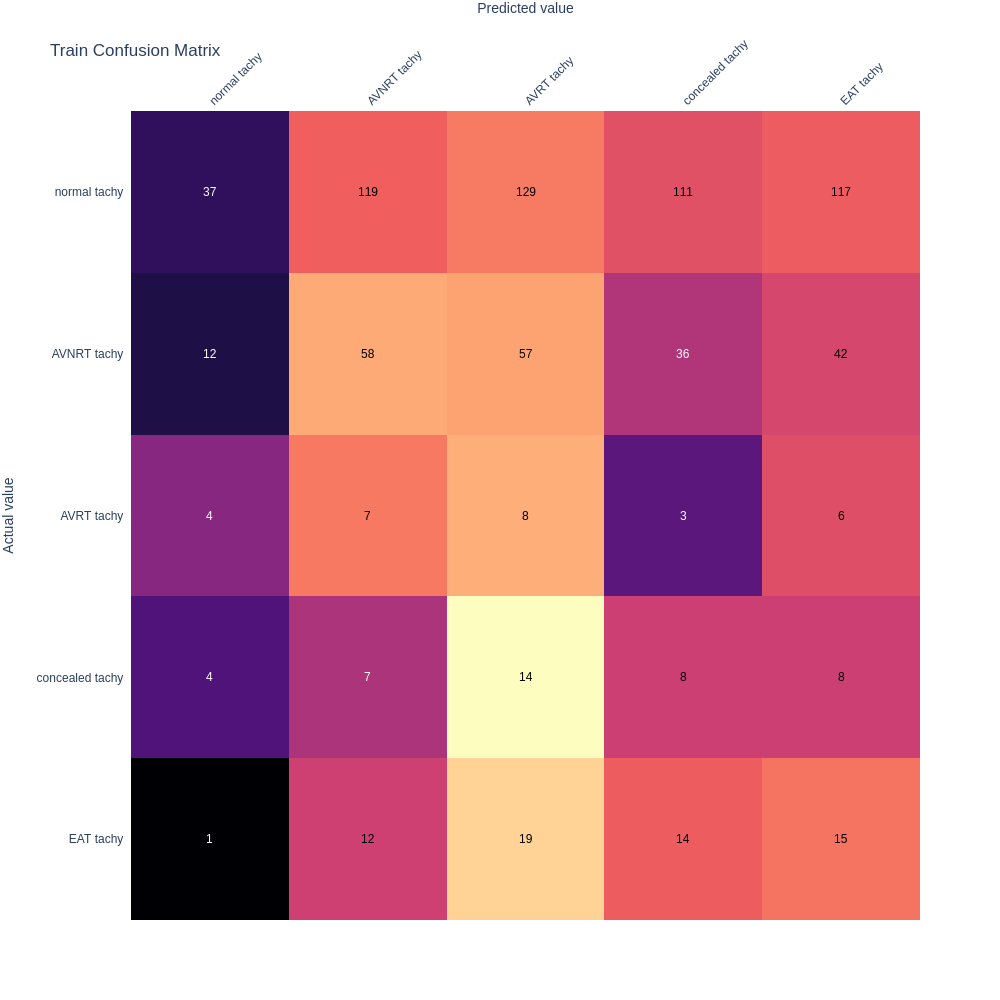 Predicted value
Train Confusion Matrix
normal tachy
AVNRT tachy
AVRT tachy
concealed tachy
EAT tachy
normal tachy 37 119 129 111 117
AVNRT tachy 12 58 57 36 42
AVRT tachy 4 7 8 3 6
concealed tachy 4 7 14 8 8
EAT tachy 1 12 19 14 15
Actual value